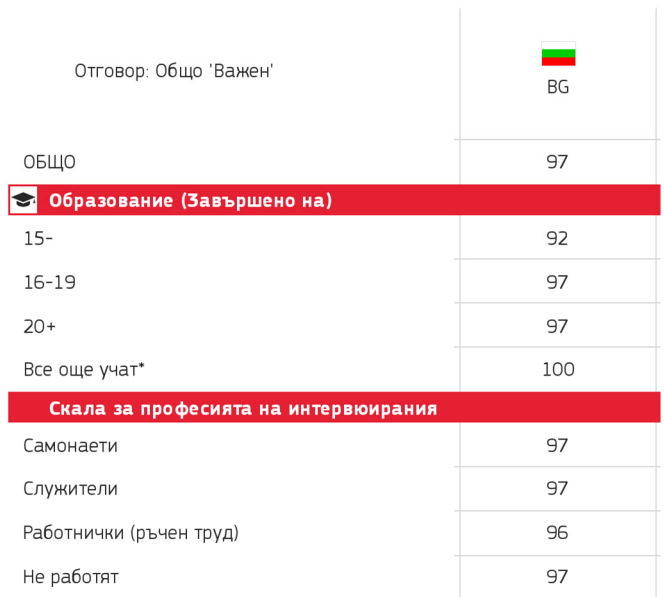 Отговор: Общо 'Важен'
BG
ОБЩО 97
Образование (Завършено на)
15- 92
16-19 97
20+ 97
Все още учат* 100
Скала за професията на интервюирания
Самонаети 97
Служители 97
Работнички (ръчен труд) 96
Не работят 97